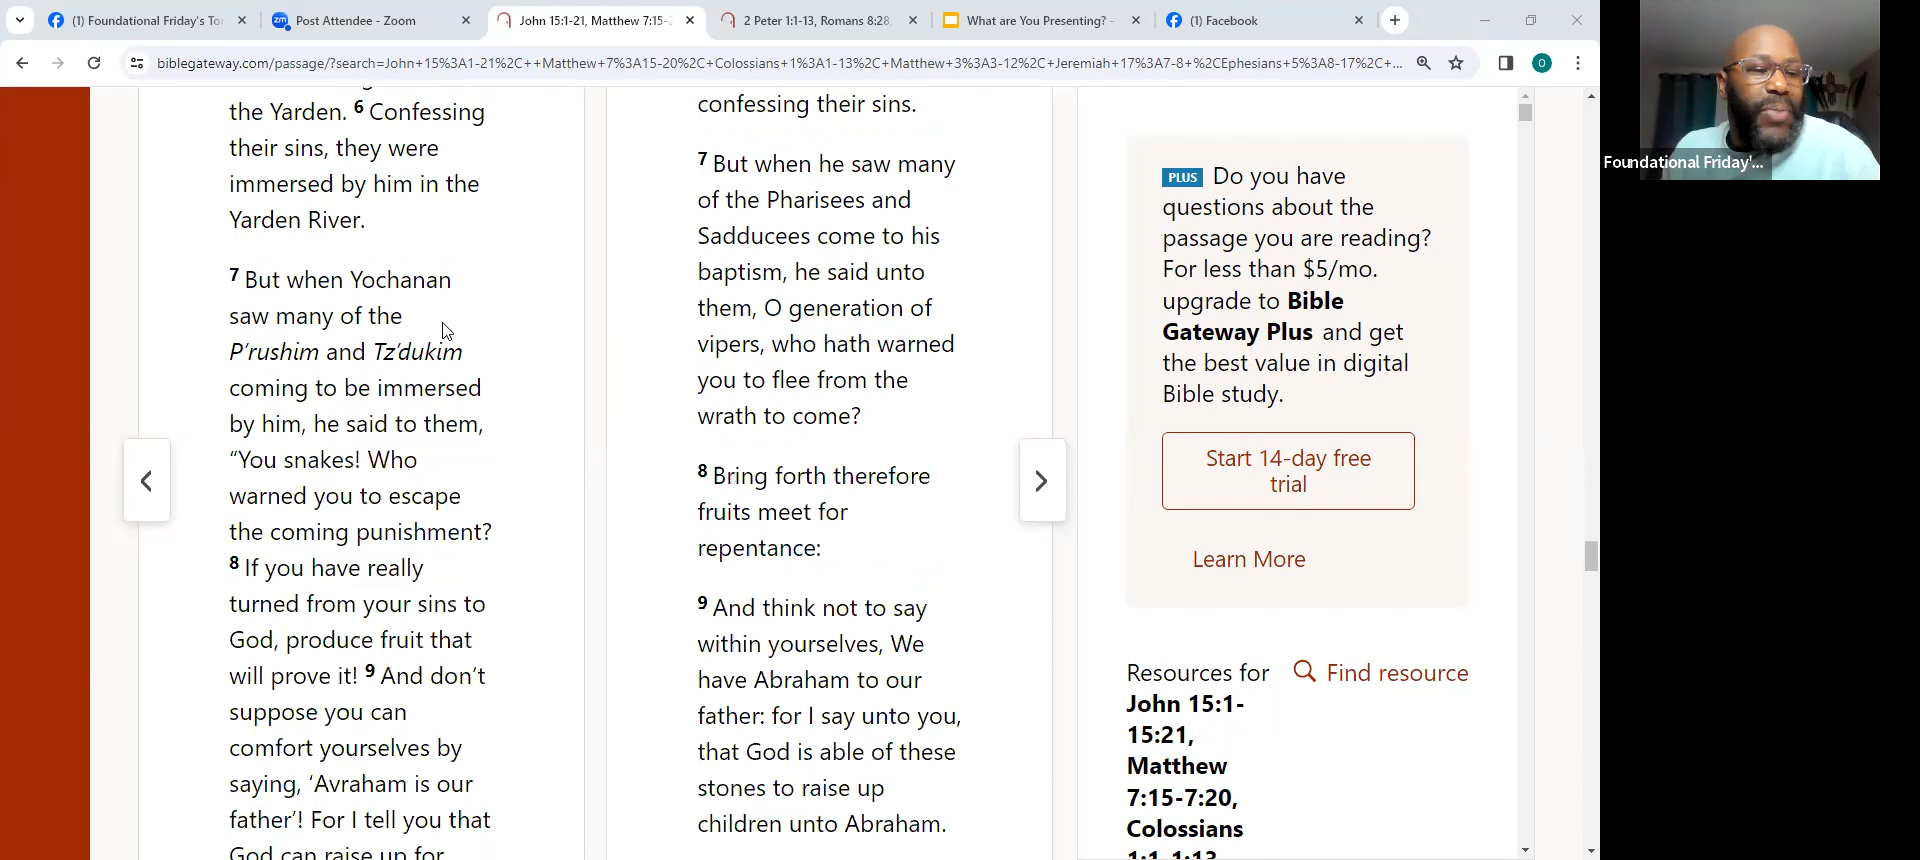 (1) Foundational Friday's To
Post Attendee - Zoom
John 15:1-21, Matthew 7:15-2
2 Peter 1:1-13, Romans 8:28,
What are You Presenting? -
(1) Facebook
biblegateway.com/passage/?search=John+15%3A1-21%2C++Matthew+7%3A15-20%2C+Colossians+1%3A1-13%2C+Matthew+3%3A3-12%2C+Jeremiah+17%3A7-8+%2CEphesians+5%3A8-17%2C+...
O
the Yarden. 6 Confessing
their sins, they were
immersed by him in the
Yarden River.
7 But when Yochanan
saw many of the
P'rushim and Tz'dukim
coming to be immersed
by him, he said to them,
“You snakes! Who
warned you to escape
the coming punishment?
8 If you have really
turned from your sins to
God, produce fruit that
will prove it! 9 And don’t
suppose you can
comfort yourselves by
saying, ‘Avraham is our
father’! For I tell you that
God can raise up for
confessing their sins.
7 But when he saw many
of the Pharisees and
Sadducees come to his
baptism, he said unto
them, O generation of
vipers, who hath warned
you to flee from the
wrath to come?
8 Bring forth therefore
fruits meet for
repentance:
9 And think not to say
within yourselves, We
have Abraham to our
father: for I say unto you,
that God is able of these
stones to raise up
children unto Abraham.
PLUS Do you have
questions about the
passage you are reading?
For less than $5/mo.
upgrade to Bible
Gateway Plus and get
the best value in digital
Bible study.
Start 14-day free
trial
Learn More
Resources for
Find resource
John 15:1-
15:21,
Matthew
7:15-7:20,
Colossians
1:1-1:13
Foundational Friday'...